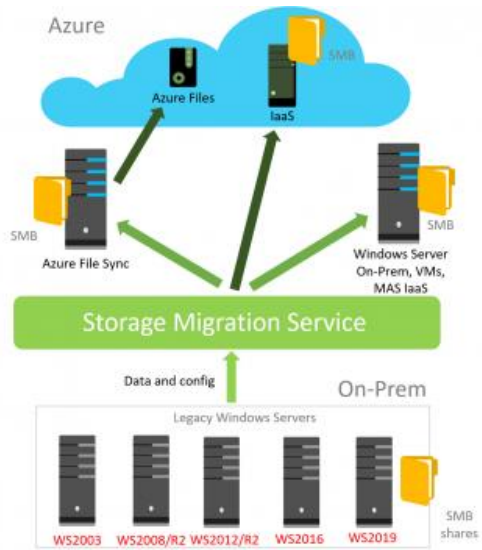 Azure
SMB
Azure Files
IaaS
SMB
SMB
Azure File Sync
Windows Server
On-Prem, VMs,
MAS IaaS
Storage Migration Service
Data and config
On-Prem
Legacy Windows Servers
WS2003
WS2008/R2
WS2012/R2
WS2016
WS2019
SMB
shares